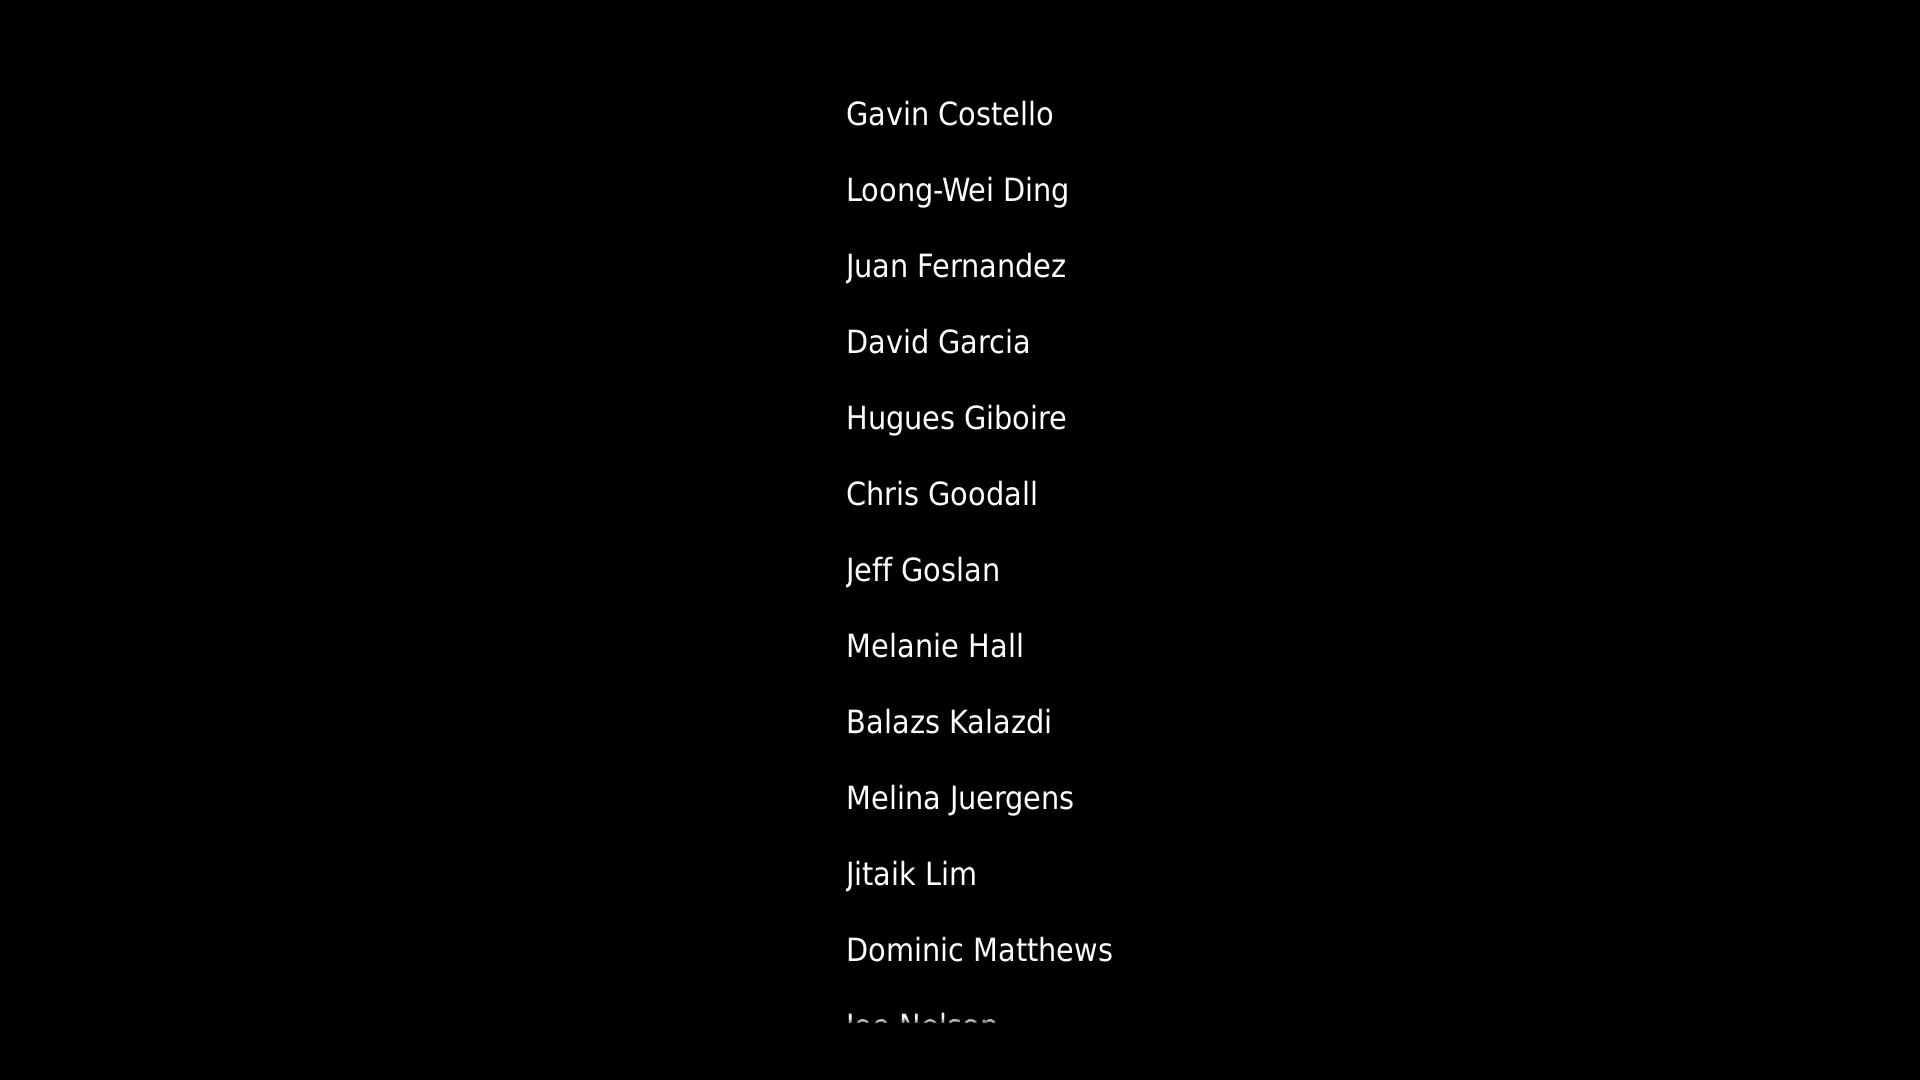 Gavin Costello
Loong-Wei Ding
Juan Fernandez
David Garcia
Hugues Giboire
Chris Goodall
Jeff Goslan
Melanie Hall
Balazs Kalazdi
Melina Juergens
Jitaik Lim
Dominic Matthews